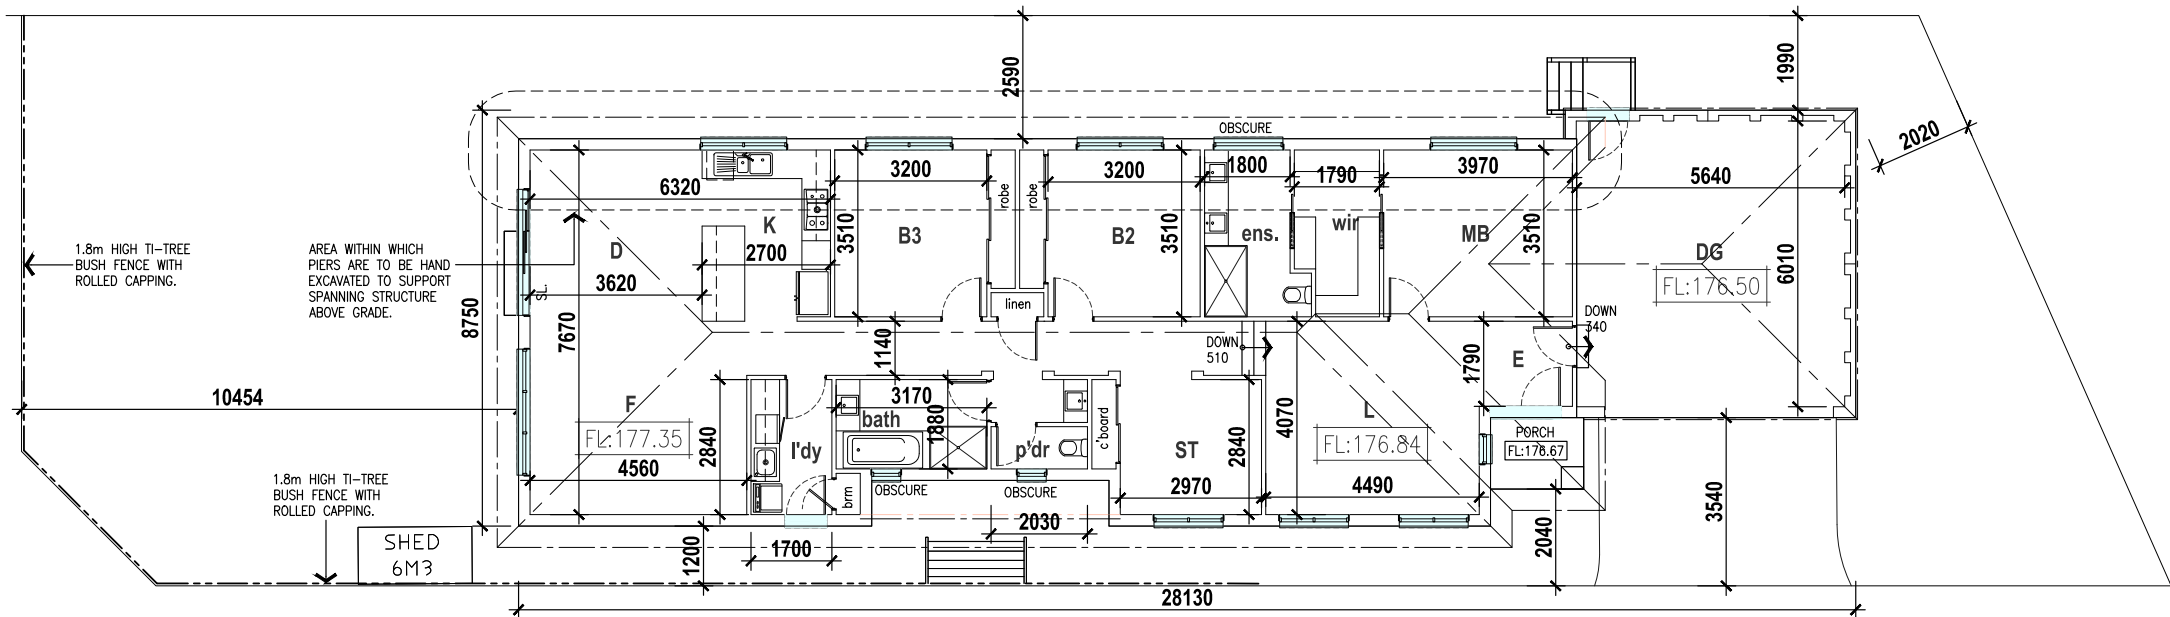 2590
1990
2020
OBSCURE
6320
3200
3200
1800
1790
3970
5640
robe
robe
K
3510
B3
B2
3510
ens.
wir
MB
3510
DG
FL:176.50
6010
1.8m HIGH TI-TREE
BUSH FENCE WITH
ROLLED CAPPING.
AREA WITHIN WHICH
PIERS ARE TO BE HAND
EXCAVATED TO SUPPORT
SPANNING STRUCTURE
ABOVE GRADE.
D
2700
3620
SL.
8750
7670
linen
1140
DOWN
510
DOWN
340
1790
E
10454
F
FL:177.35
4560
2840
l'dy
3170
bath
1880
p'dr
c'board
ST
2840
4070
L
FL:176.84
PORCH
FL:176.67
2970
4490
1.8m HIGH TI-TREE
BUSH FENCE WITH
ROLLED CAPPING.
brm
OBSCURE
OBSCURE
2030
SHED
6M3
1200
1700
2040
3540
28130